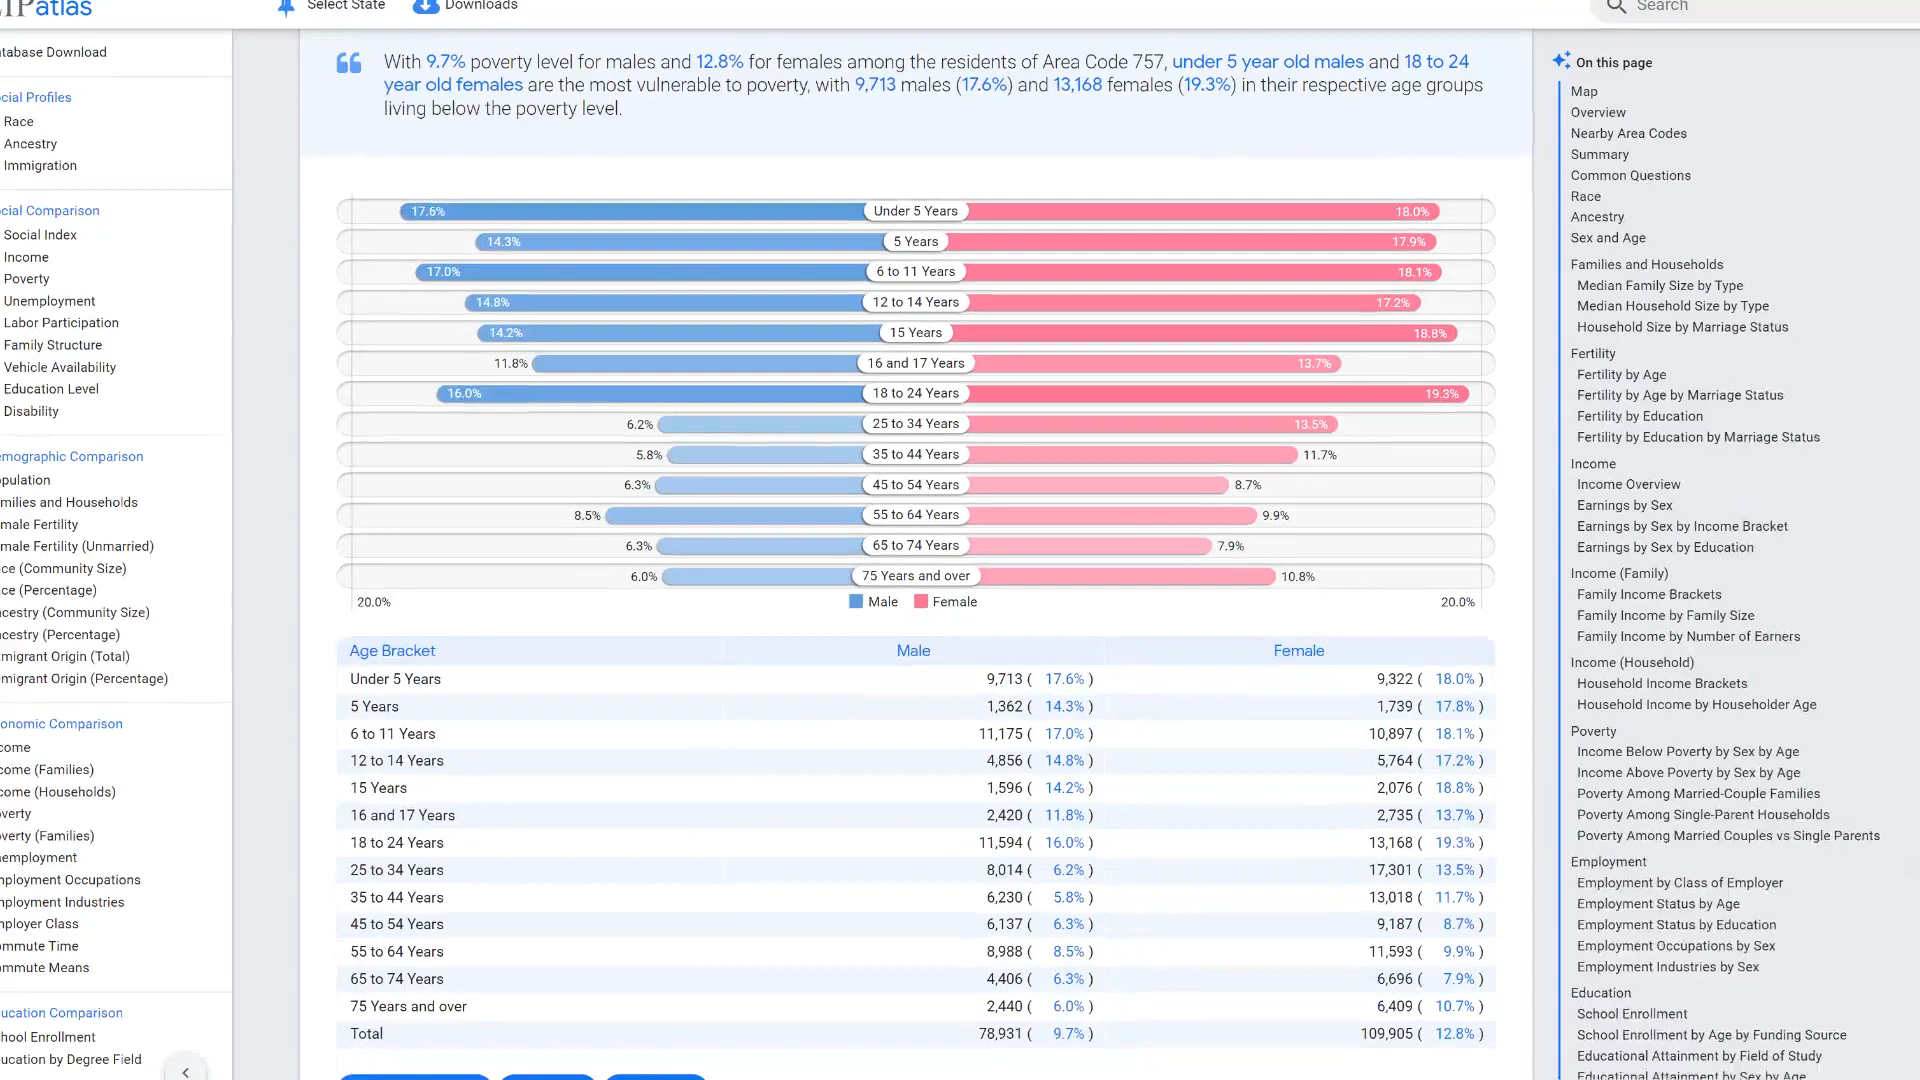 atlas
Select State
Downloads
Search
tabase Download
cial Profiles
Race
Ancestry
Immigration
cial Comparison
Social Index
Income
Poverty
Unemployment
Labor Participation
Family Structure
Vehicle Availability
Education Level
Disability
mographic Comparison
pulation
milies and Households
male Fertility
male Fertility (Unmarried)
ce (Community Size)
ce (Percentage)
cestry (Community Size)
cestry (Percentage)
migrant Origin (Total)
migrant Origin (Percentage)
onomic Comparison
come
come (Families)
come (Households)
verty
verty (Families)
employment
mployment Occupations
mployment Industries
mployer Class
mmute Time
mmute Means
ucation Comparison
hool Enrollment
ucation by Degree Field
With 9.7% poverty level for males and 12.8% for females among the residents of Area Code 757, under 5 year old males and 18 to 24
year old females are the most vulnerable to poverty, with 9,713 males (17.6%) and 13,168 females (19.3%) in their respective age groups
living below the poverty level.
17.6% Under 5 Years 18.0%
14.3% 5 Years 17.9%
17.0% 6 to 11 Years 18.1%
14.8% 12 to 14 Years 17.2%
14.2% 15 Years 18.8%
11.8% 16 and 17 Years 13.7%
16.0% 18 to 24 Years 19.3%
6.2% 25 to 34 Years 13.5%
5.8% 35 to 44 Years 11.7%
6.3% 45 to 54 Years 8.7%
8.5% 55 to 64 Years 9.9%
6.3% 65 to 74 Years 7.9%
6.0% 75 Years and over 10.8%
20.0% Male Female 20.0%
Age Bracket Male Female
Under 5 Years 9,713 ( 17.6% ) 9,322 ( 18.0% )
5 Years 1,362 ( 14.3% ) 1,739 ( 17.8% )
6 to 11 Years 11,175 ( 17.0% ) 10,897 ( 18.1% )
12 to 14 Years 4,856 ( 14.8% ) 5,764 ( 17.2% )
15 Years 1,596 ( 14.2% ) 2,076 ( 18.8% )
16 and 17 Years 2,420 ( 11.8% ) 2,735 ( 13.7% )
18 to 24 Years 11,594 ( 16.0% ) 13,168 ( 19.3% )
25 to 34 Years 8,014 ( 6.2% ) 17,301 ( 13.5% )
35 to 44 Years 6,230 ( 5.8% ) 13,018 ( 11.7% )
45 to 54 Years 6,137 ( 6.3% ) 9,187 ( 8.7% )
55 to 64 Years 8,988 ( 8.5% ) 11,593 ( 9.9% )
65 to 74 Years 4,406 ( 6.3% ) 6,696 ( 7.9% )
75 Years and over 2,440 ( 6.0% ) 6,409 ( 10.7% )
Total 78,931 ( 9.7% ) 109,905 ( 12.8% )
On this page
Map
Overview
Nearby Area Codes
Summary
Common Questions
Race
Ancestry
Sex and Age
Families and Households
Median Family Size by Type
Median Household Size by Type
Household Size by Marriage Status
Fertility
Fertility by Age
Fertility by Age by Marriage Status
Fertility by Education
Fertility by Education by Marriage Status
Income
Income Overview
Earnings by Sex
Earnings by Sex by Income Bracket
Earnings by Sex by Education
Income (Family)
Family Income Brackets
Family Income by Family Size
Family Income by Number of Earners
Income (Household)
Household Income Brackets
Household Income by Householder Age
Poverty
Income Below Poverty by Sex by Age
Income Above Poverty by Sex by Age
Poverty Among Married-Couple Families
Poverty Among Single-Parent Households
Poverty Among Married Couples vs Single Parents
Employment
Employment by Class of Employer
Employment Status by Age
Employment Status by Education
Employment Occupations by Sex
Employment Industries by Sex
Education
School Enrollment
School Enrollment by Age by Funding Source
Educational Attainment by Field of Study
Educational Attainment by Sex by Age